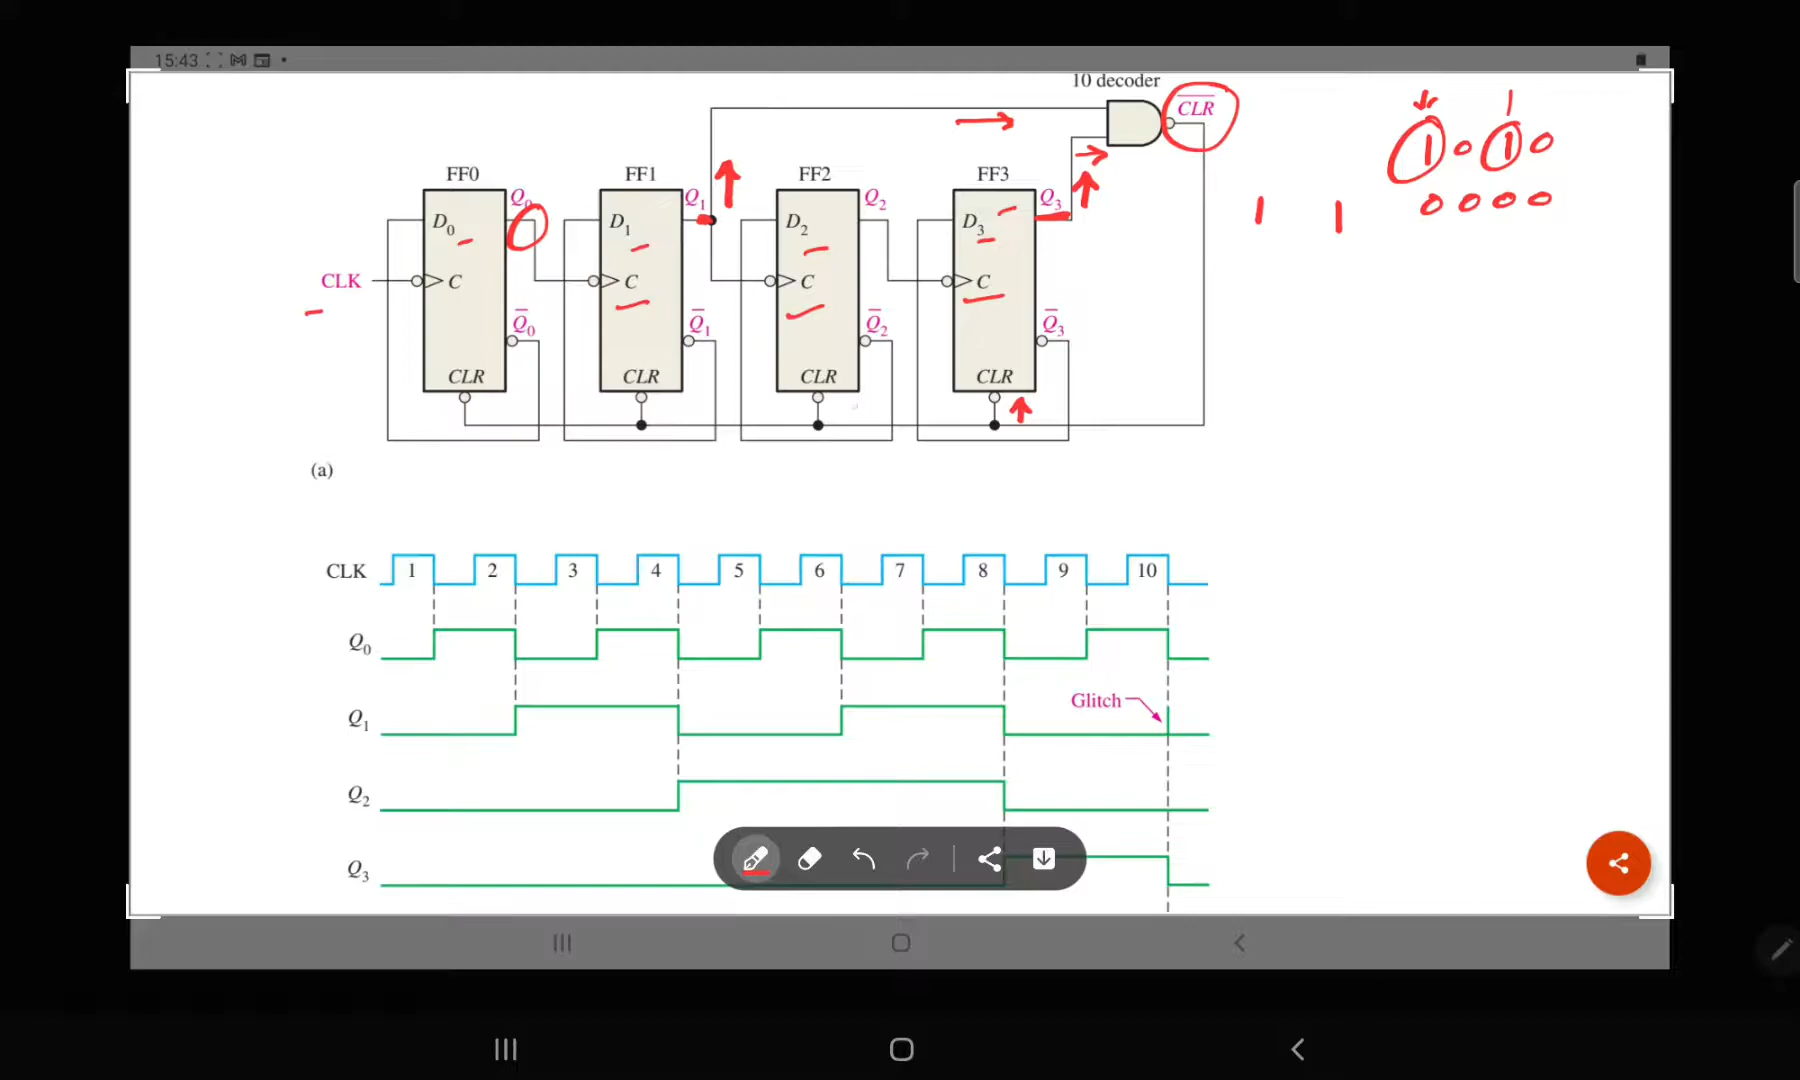 15:43
10 decoder
CLR
1
1 0 1 0
0 0 0 0
1 1
FF0 FF1 FF2 FF3
Q0 Q1 Q2 Q3
D0 D1 D2 D3
CLK C C C C
Q̅0 Q̅1 Q̅2 Q̅3
CLR CLR CLR CLR
(a)
CLK 1 2 3 4 5 6 7 8 9 10
Q0
Glitch
Q1
Q2
Q3